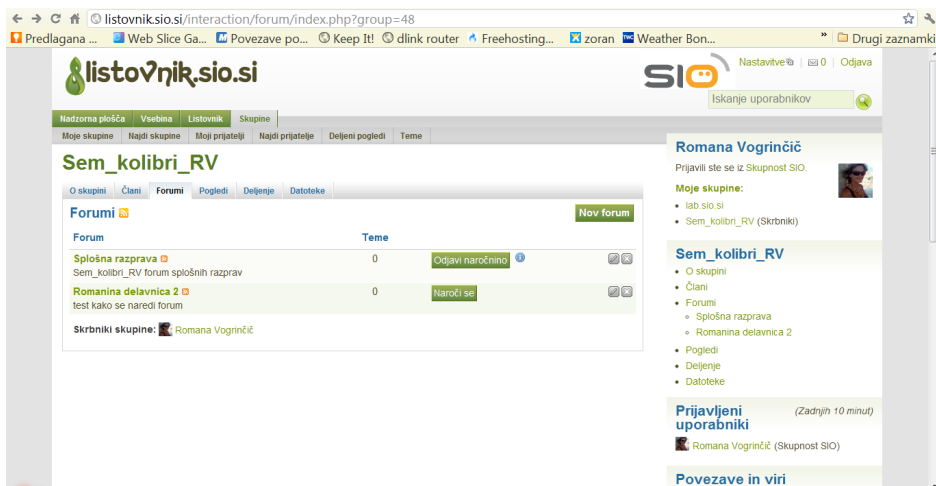 listovnik.sio.si/interaction/forum/index.php?group=48
Predlagana ... Web Slice Ga... Povezave po... Keep It! dlink router Freehosting... zoran Weather Bon... » Drugi zaznamki
listovnik.sio.si
SIO
Nastavitve | 0 | Odjava
Iskanje uporabnikov
Nadzorna plošča Vsebina Listovnik Skupine
Moje skupine Najdi skupine Moji prijatelji Najdi prijatelje Deljeni pogledi Teme
Sem_kolibri_RV
O skupini Člani Forumi Pogledi Deljenje Datoteke
Forumi
Nov forum
Forum Teme
Splošna razprava 0 Odjavi naročnino
Sem_kolibri_RV forum splošnih razprav
Romanina delavnica 2 0 Naroči se
test kako se naredi forum
Skrbniki skupine: Romana Vogrinčič
Romana Vogrinčič
Prijavili ste se iz Skupnost SIO.
Moje skupine:
lab.sio.si
Sem_kolibri_RV (Skrbniki)
Sem_kolibri_RV
O skupini
Člani
Forumi
Splošna razprava
Romanina delavnica 2
Pogledi
Deljenje
Datoteke
Prijavljeni uporabniki (Zadnjih 10 minut)
Romana Vogrinčič (Skupnost SIO)
Povezave in viri